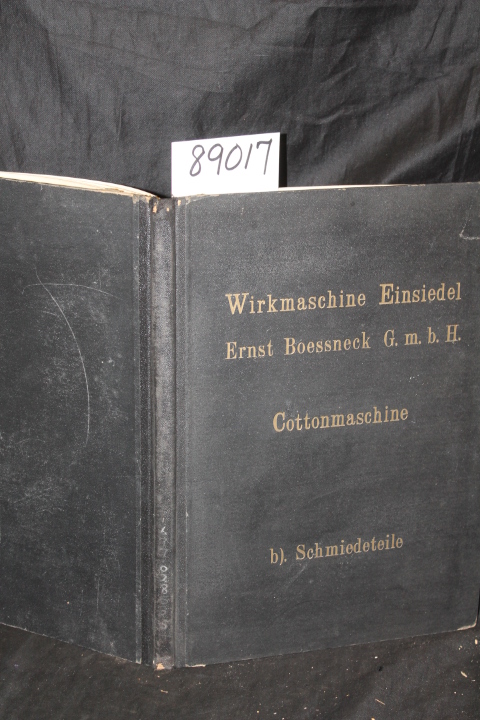 89017
Wirkmaschine Einsiedel
Ernst Boessneck G. m. b. H.
Cottonmaschine
b). Schmiedeteile